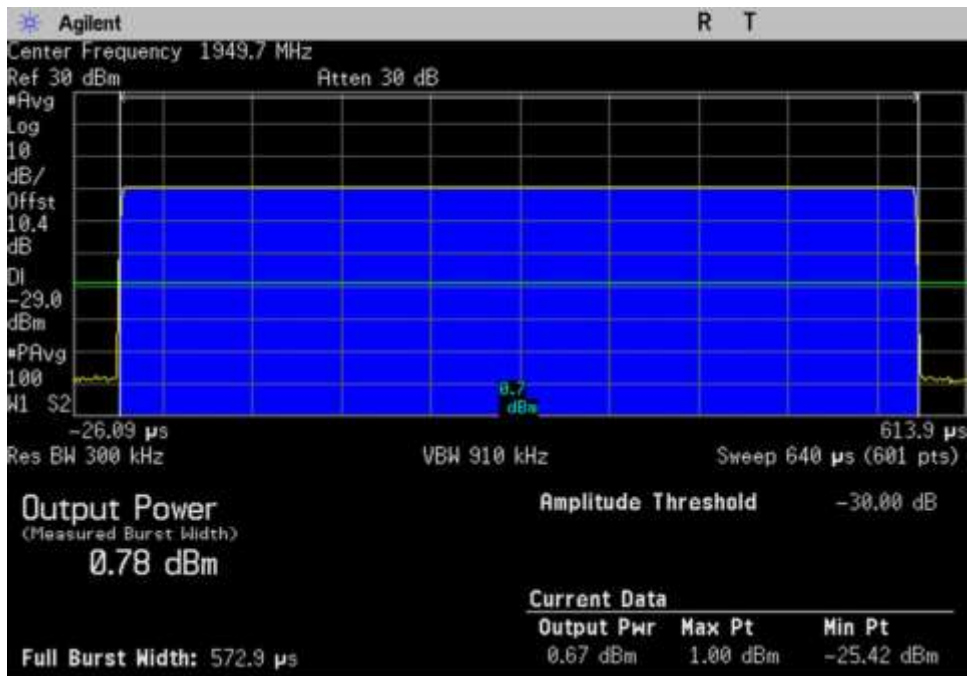 Agilent R T
Center Frequency 1949.7 MHz
Ref 30 dBm Atten 30 dB
#Avg
Log
10
dB/
Offst
10.4
dB
DI
-29.0
dBm
#PAvg
100
W1 S2
0.7
dBm
-26.09 µs 613.9 µs
Res BW 300 kHz VBW 910 kHz Sweep 640 µs (601 pts)
Output Power Amplitude Threshold -30.00 dB
(Measured Burst Width)
0.78 dBm
Current Data
Output Pwr Max Pt Min Pt
Full Burst Width: 572.9 µs 0.67 dBm 1.00 dBm -25.42 dBm